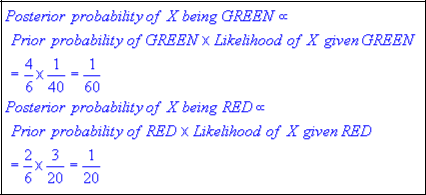 Posterior probability of X being GREEN ∝
Prior probability of GREEN × Likelihood of X given GREEN
= 4/6 × 1/40 = 1/60
Posterior probability of X being RED ∝
Prior probability of RED × Likelihood of X given RED
= 2/6 × 3/20 = 1/20